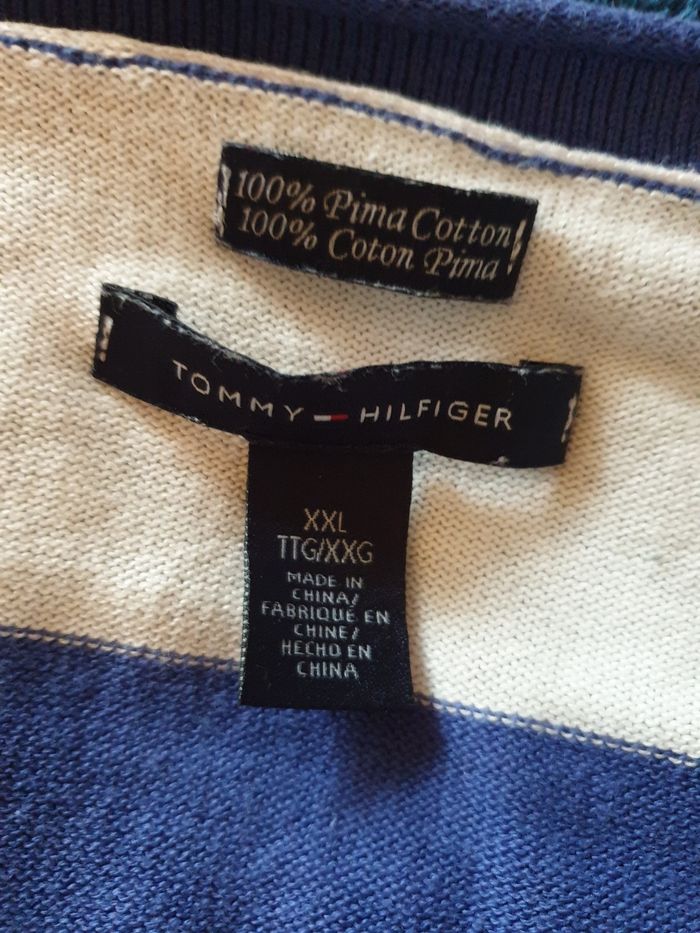 100% Pima Cotton
100% Coton Pima
TOMMY HILFIGER
XXL
TTG/XXG
MADE IN
CHINA/
FABRIQUÉ EN
CHINE/
HECHO EN
CHINA